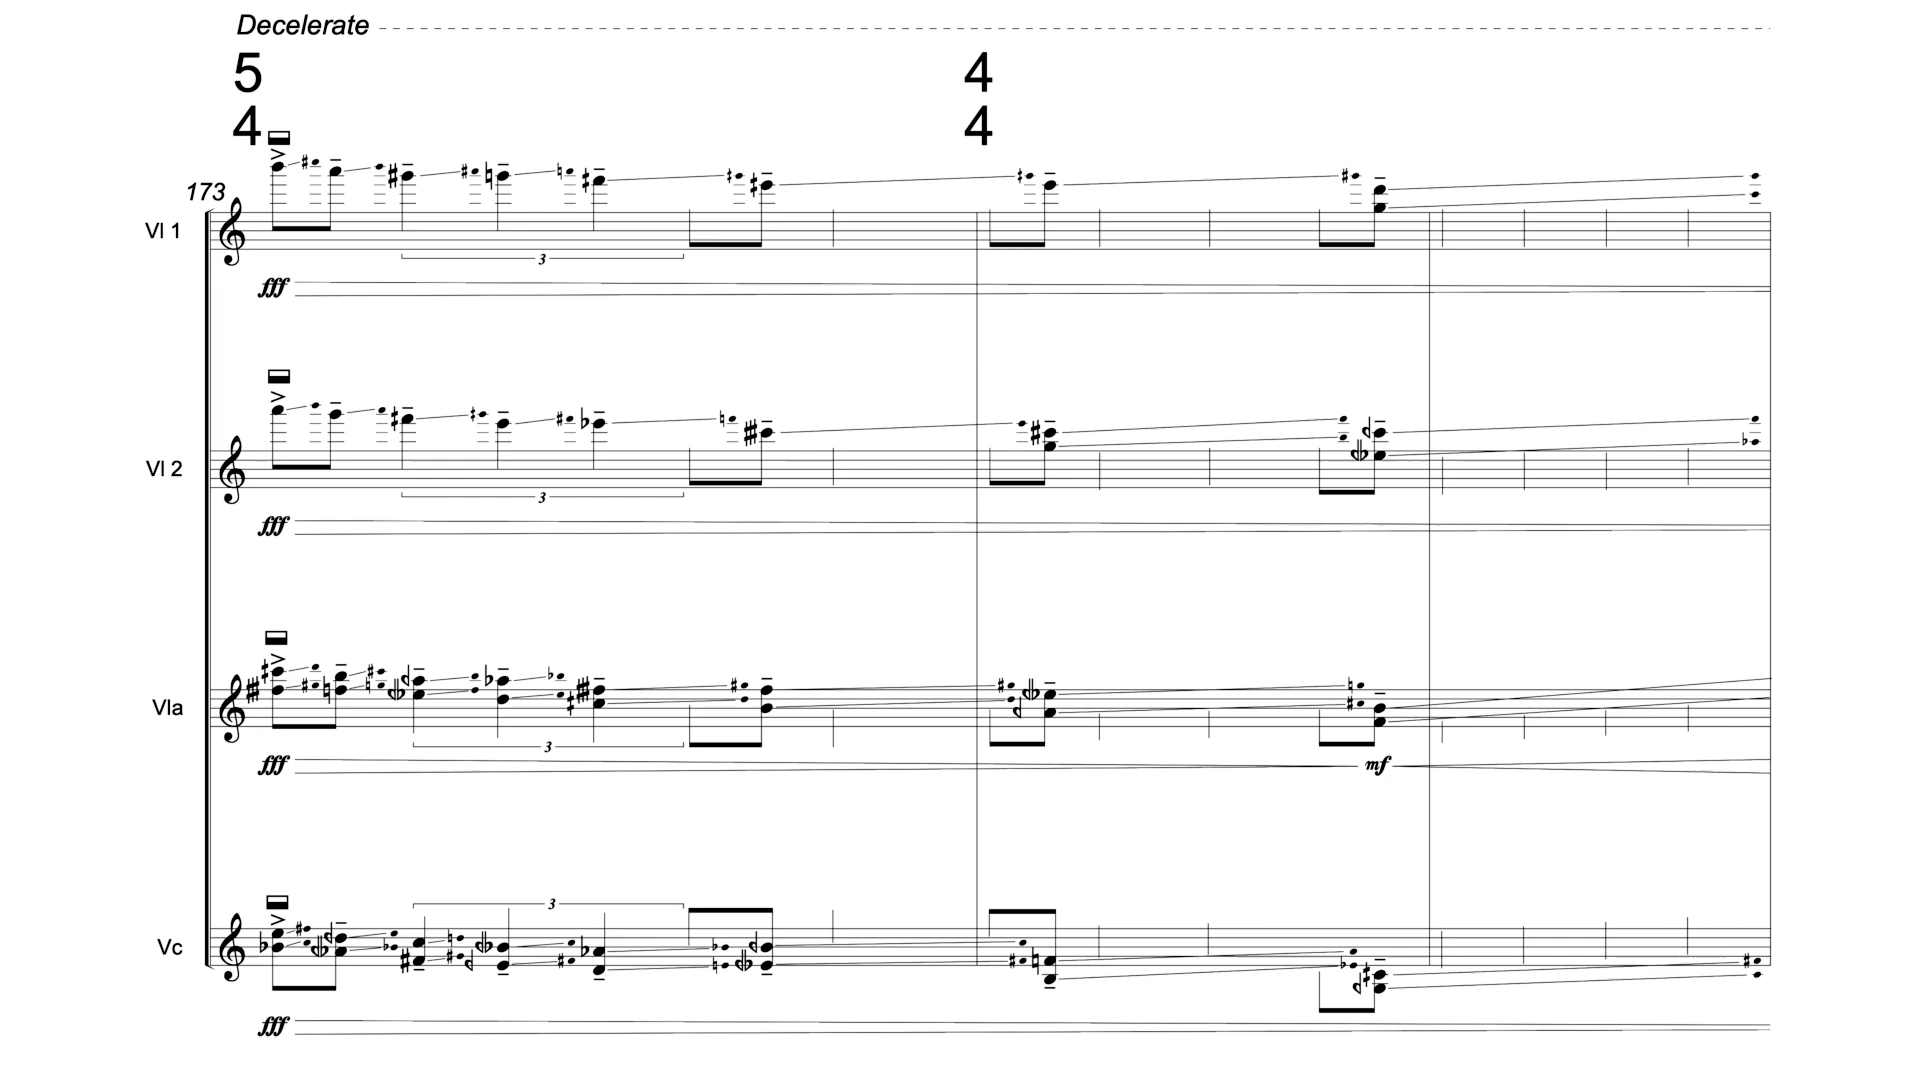 Decelerate
5 4
4 4
173
Vl 1
3
fff
Vl 2
3
fff
Vla
3
fff mf
3
Vc
fff